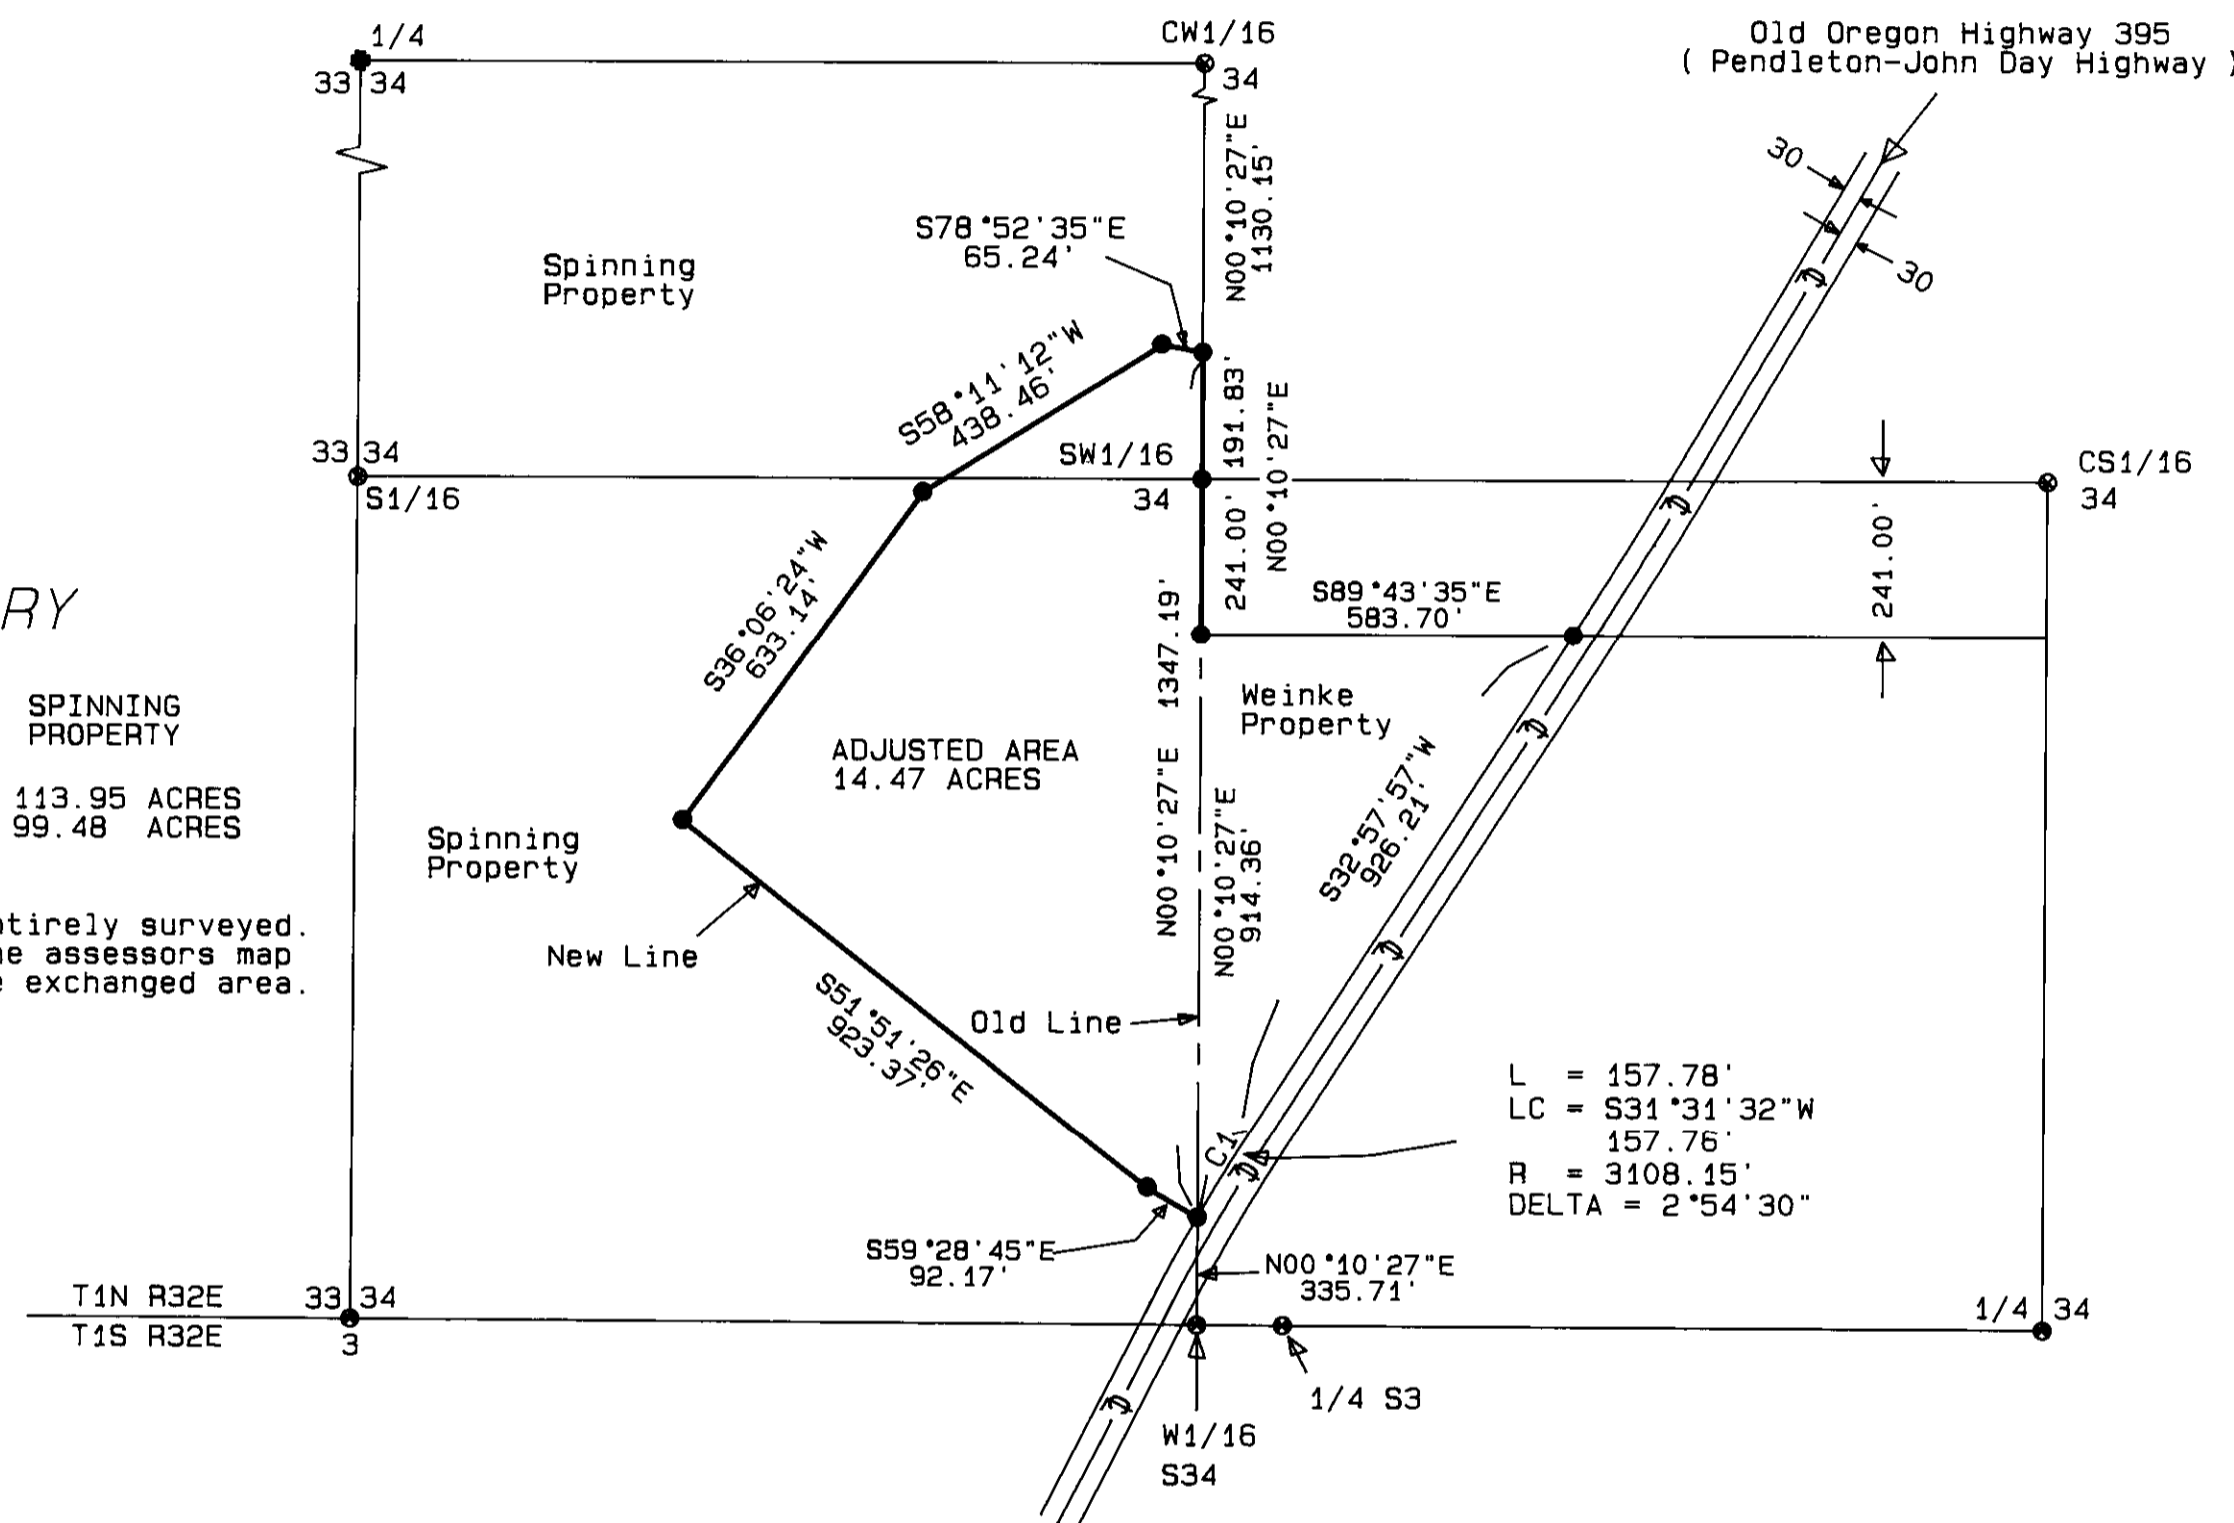 1/4
33 34
CW1/16
34
Old Oregon Highway 395
( Pendleton-John Day Highway )
30
30
N00°10'27"E
1130.15'
S78°52'35"E
65.24'
Spinning
Property
S58°11'12"W
438.46'
191.83'
N00°10'27"E
33 34
S1/16
SW1/16
34
CS1/16
34
241.00'
241.00'
S89°43'35"E
583.70'
RY
S36°06'24"W
633.14'
N00°10'27"E 1347.19'
SPINNING
PROPERTY
113.95 ACRES
99.48 ACRES
Weinke
Property
ADJUSTED AREA
14.47 ACRES
S32°57'57"W
926.21'
N00°10'27"E
914.36'
Spinning
Property
tirely surveyed.
e assessors map
exchanged area.
New Line
S51°51'26"E
923.37'
Old Line
L = 157.78'
LC = S31°31'32"W
157.76'
R = 3108.15'
DELTA = 2°54'30"
C1
S59°28'45"E
92.17'
N00°10'27"E
335.71'
T1N R32E
T1S R32E
33 34
3
1/4 34
1/4 S3
W1/16
S34